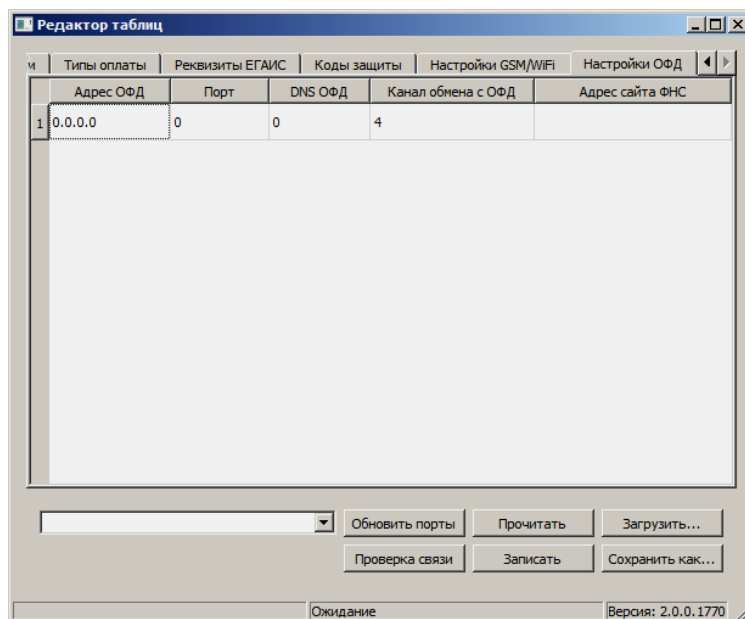 Редактор таблиц
и Типы оплаты Реквизиты ЕГАИС Коды защиты Настройки GSM/WiFi Настройки ОФД
Адрес ОФД Порт DNS ОФД Канал обмена с ОФД Адрес сайта ФНС
1 0.0.0.0 0 0 4
Обновить порты Прочитать Загрузить...
Проверка связи Записать Сохранить как...
Ожидание Версия: 2.0.0.1770